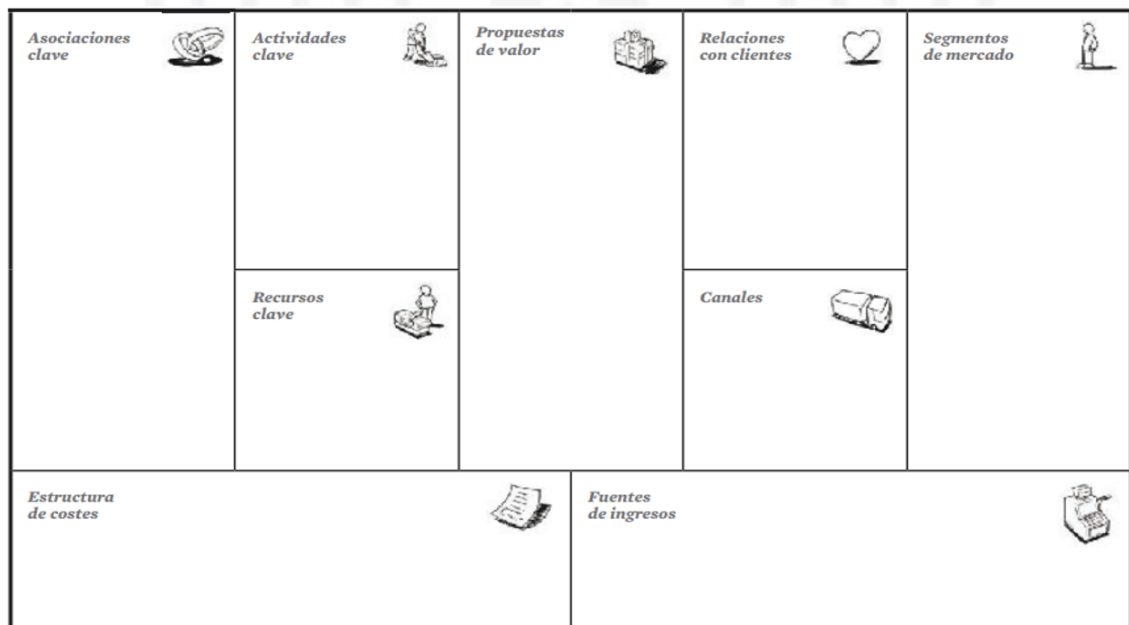 Asociaciones
clave
Actividades
clave
Propuestas
de valor
Relaciones
con clientes
Segmentos
de mercado
Recursos
clave
Canales
Estructura
de costes
Fuentes
de ingresos